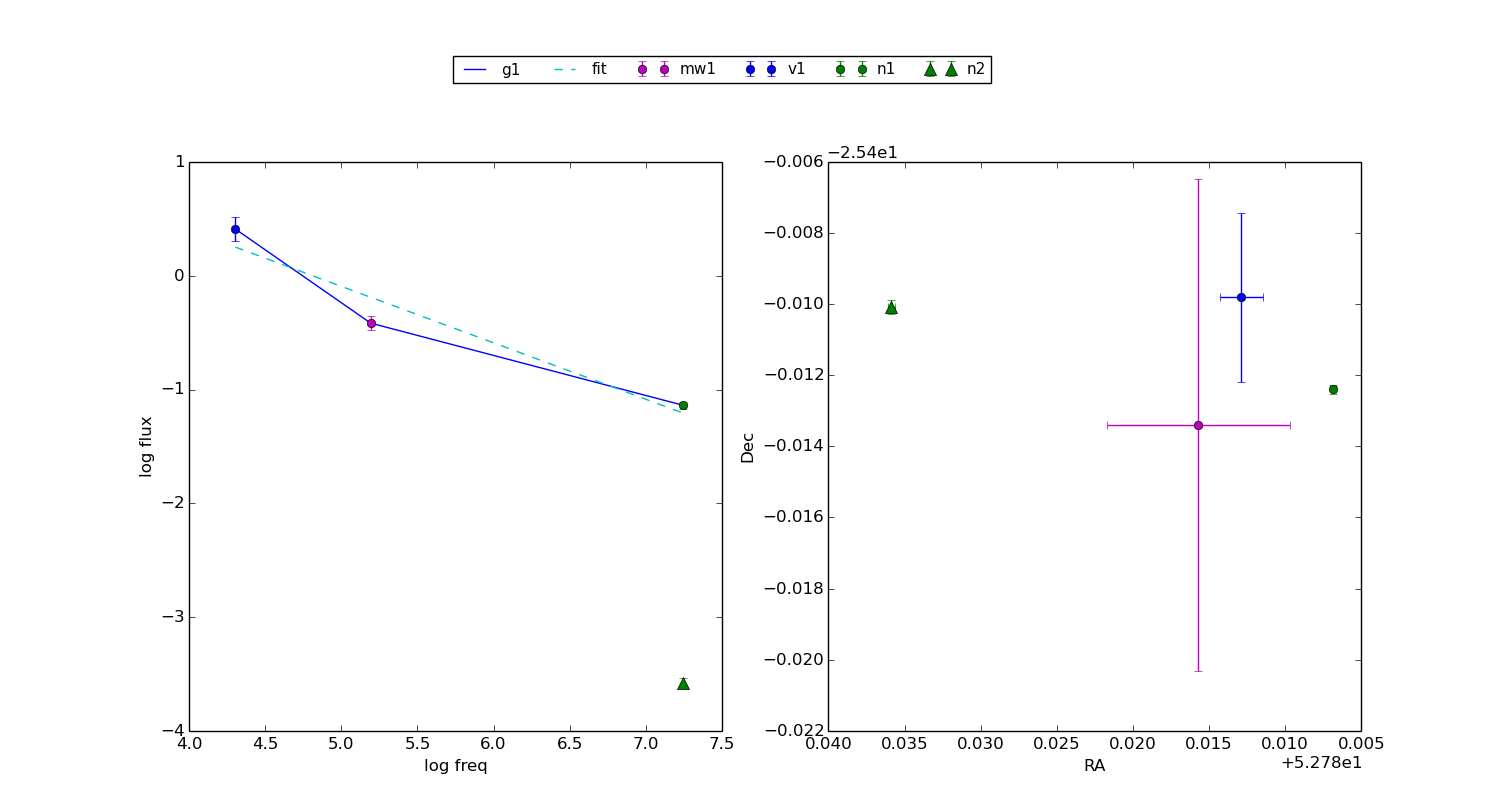 g1 fit mw1 v1 n1 n2
1
0
−1
−2
−3
−4
4.0 4.5 5.0 5.5 6.0 6.5 7.0 7.5
log freq
log flux
−2.54e1
−0.006
−0.008
−0.010
−0.012
−0.014
−0.016
−0.018
−0.020
−0.022
0.040 0.035 0.030 0.025 0.020 0.015 0.010 0.005
+5.278e1
RA
Dec